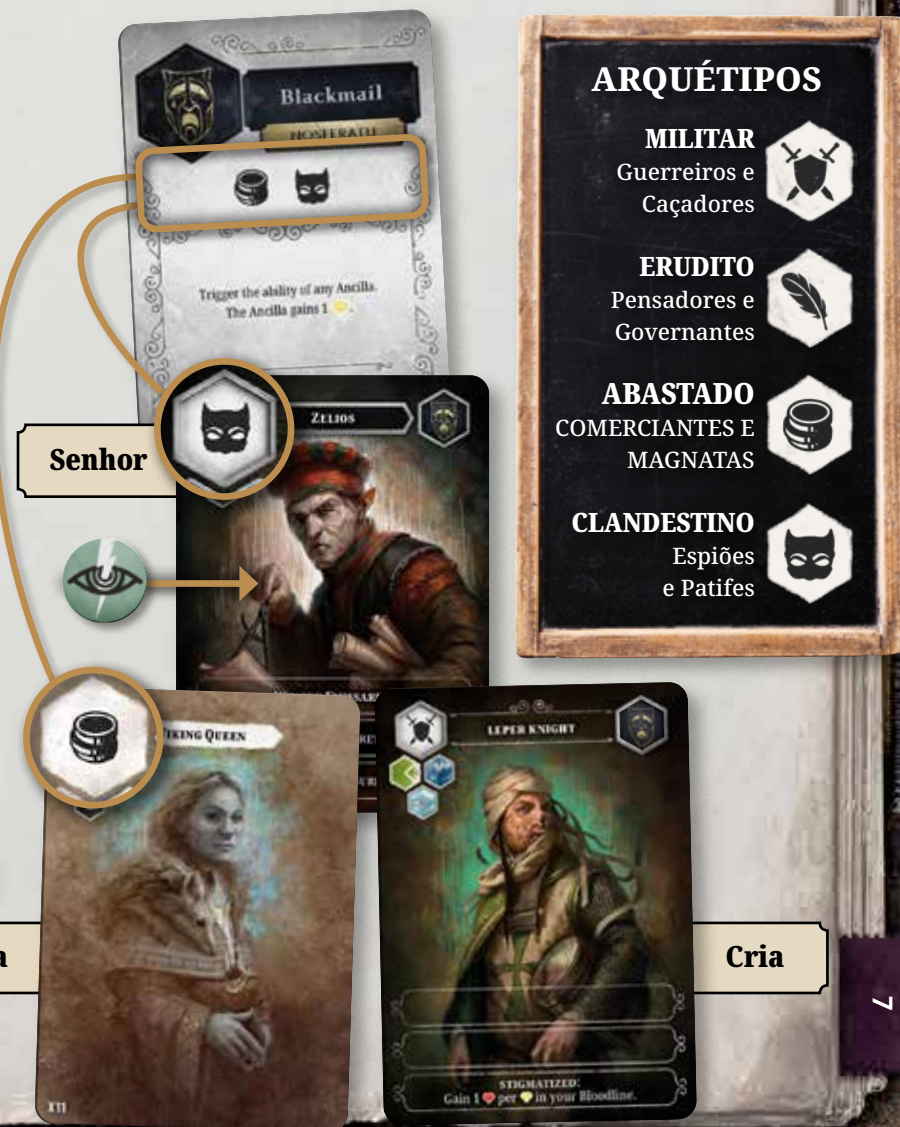 Blackmail
NOSFERATU
Trigger the ability of any Ancilla.
The Ancilla gains 1
Senhor
ZELIOS
ARQUÉTIPOS
MILITAR
Guerreiros e
Caçadores
ERUDITO
Pensadores e
Governantes
ABASTADO
COMERCIANTES E
MAGNATAS
CLANDESTINO
Espiões
e Patifes
QUEEN
LEPER KNIGHT
a
Cria
7
STIGMATIZED:
Gain 1 per in your Bloodline.
X11